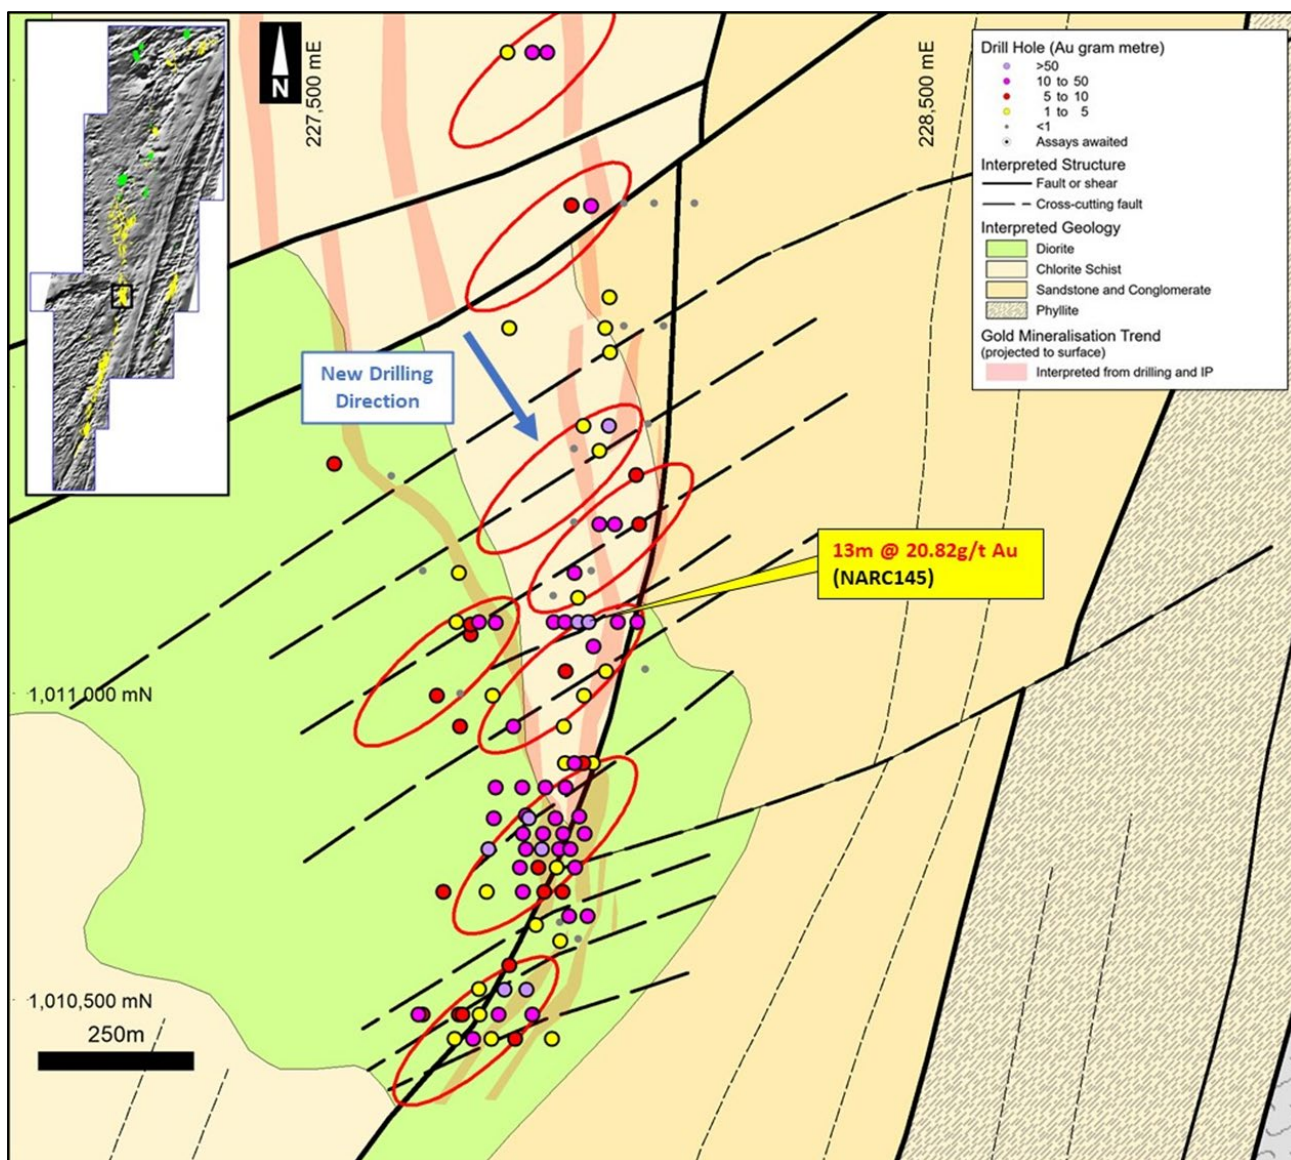 N
227,500 mE
228,500 mE
Drill Hole (Au gram metre)
>50
10 to 50
5 to 10
1 to 5
<1
Assays awaited
Interpreted Structure
Fault or shear
Cross-cutting fault
Interpreted Geology
Diorite
Chlorite Schist
Sandstone and Conglomerate
Phyllite
Gold Mineralisation Trend
(projected to surface)
Interpreted from drilling and IP
New Drilling
Direction
13m @ 20.82g/t Au
(NARC145)
1,011,000 mN
1,010,500 mN
250m